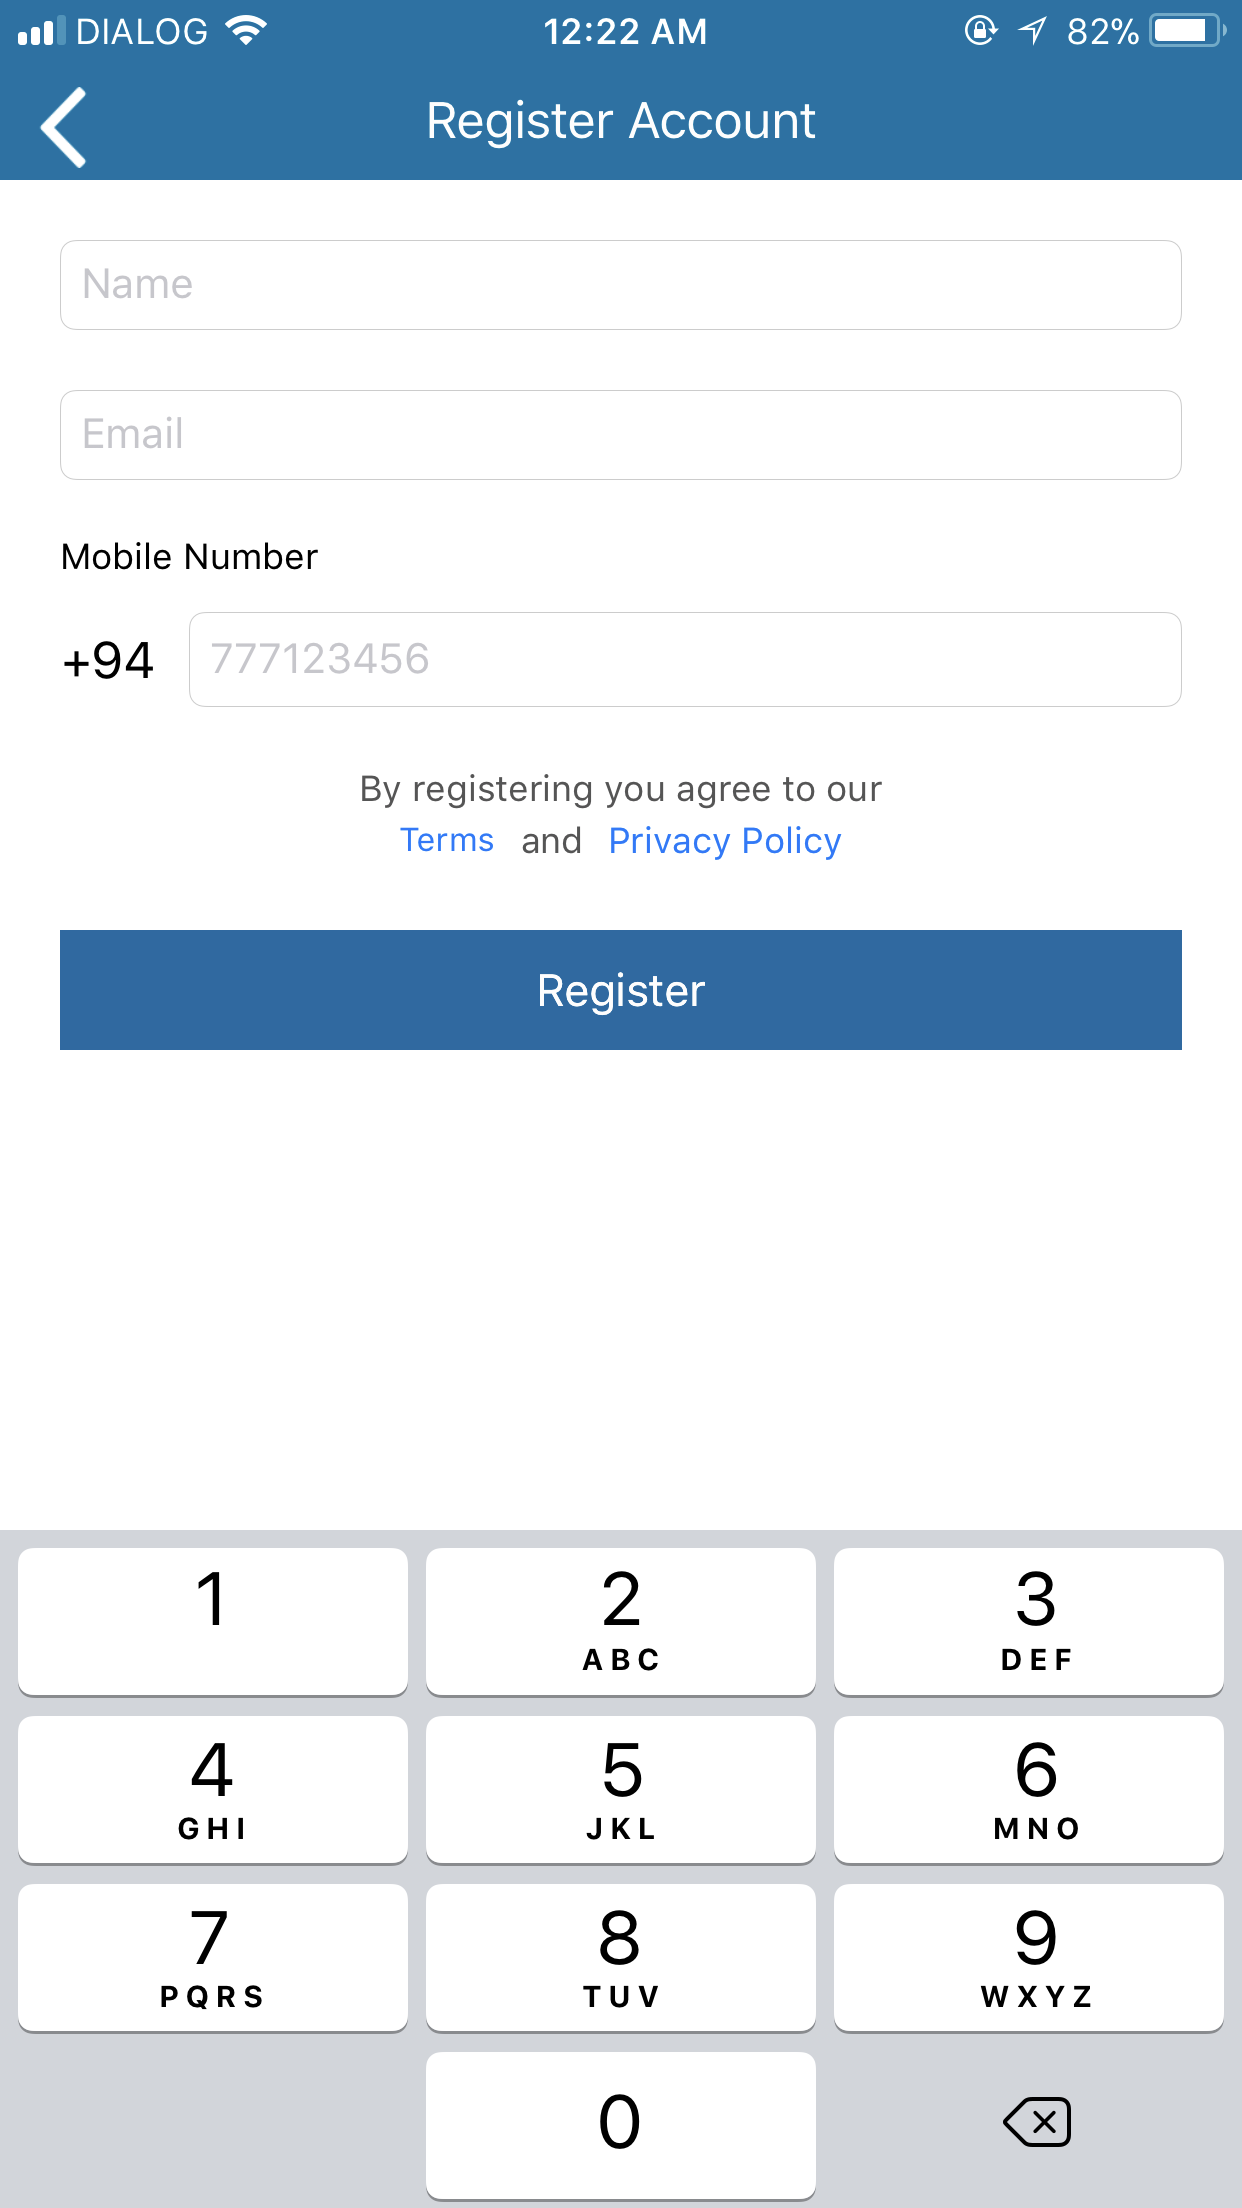 DIALOG 12:22 AM 82%
Register Account
Name
Email
Mobile Number
+94 777123456
By registering you agree to our
Terms and Privacy Policy
Register
1 2 3
ABC DEF
4 5 6
GHI JKL MNO
7 8 9
PQRS TUV WXYZ
0